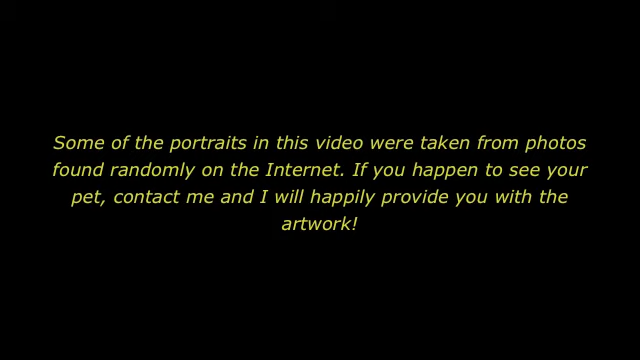 Some of the portraits in this video were taken from photos
found randomly on the Internet. If you happen to see your
pet, contact me and I will happily provide you with the
artwork!